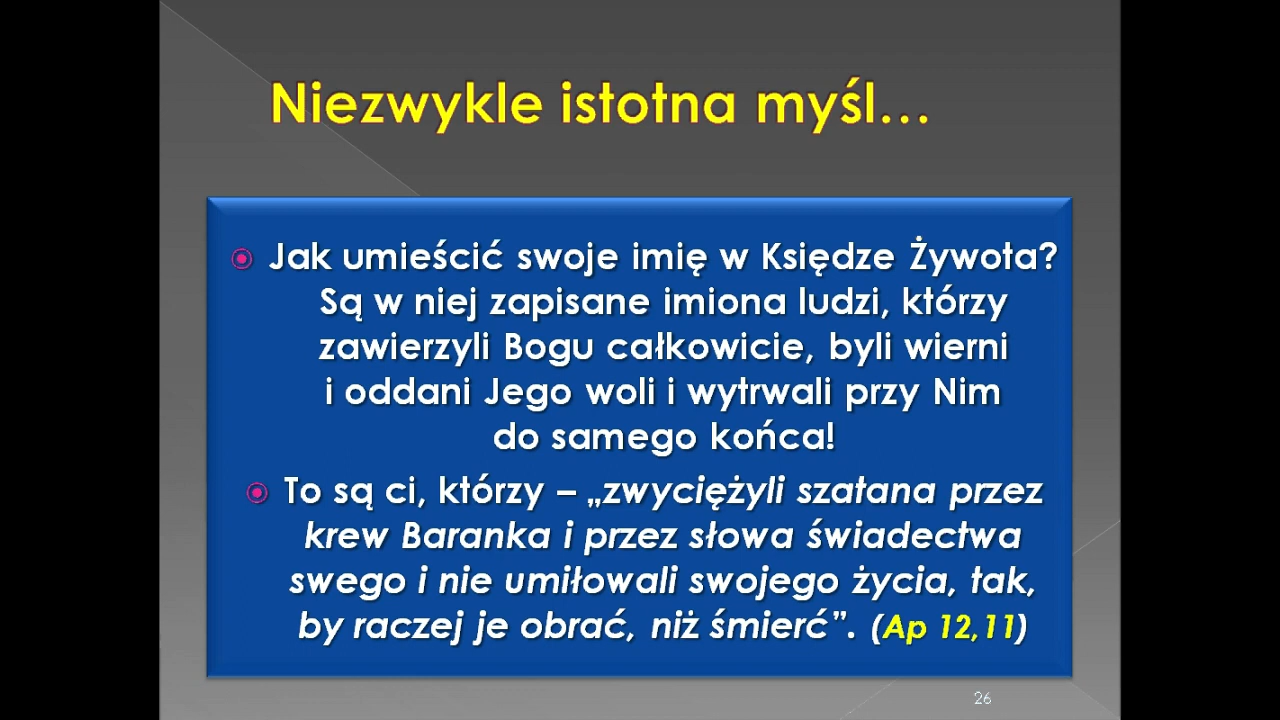 Niezwykle istotna myśl...
Jak umieścić swoje imię w Księdze Żywota?
Są w niej zapisane imiona ludzi, którzy
zawierzyli Bogu całkowicie, byli wierni
i oddani Jego woli i wytrwali przy Nim
do samego końca!
To są ci, którzy – „zwyciężyli szatana przez
krew Baranka i przez słowa świadectwa
swego i nie umiłowali swojego życia, tak,
by raczej je obrać, niż śmierć”. (Ap 12,11)
26